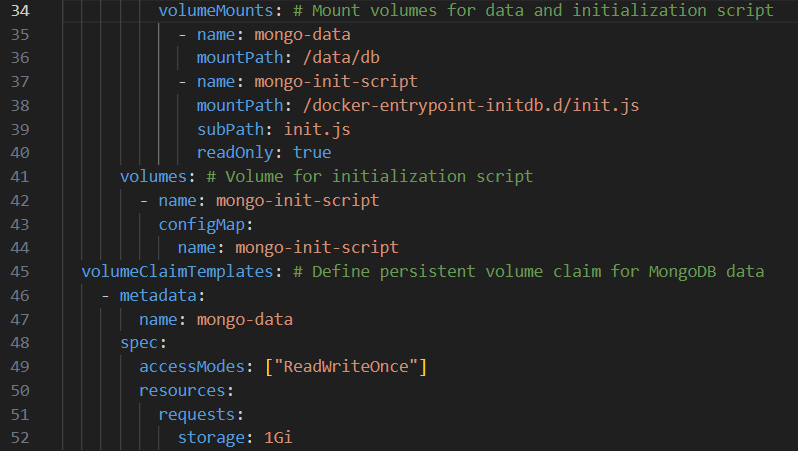 34 volumeMounts: # Mount volumes for data and initialization script
35 - name: mongo-data
36 mountPath: /data/db
37 - name: mongo-init-script
38 mountPath: /docker-entrypoint-initdb.d/init.js
39 subPath: init.js
40 readOnly: true
41 volumes: # Volume for initialization script
42 - name: mongo-init-script
43 configMap:
44 name: mongo-init-script
45 volumeClaimTemplates: # Define persistent volume claim for MongoDB data
46 - metadata:
47 name: mongo-data
48 spec:
49 accessModes: ["ReadWriteOnce"]
50 resources:
51 requests:
52 storage: 1Gi